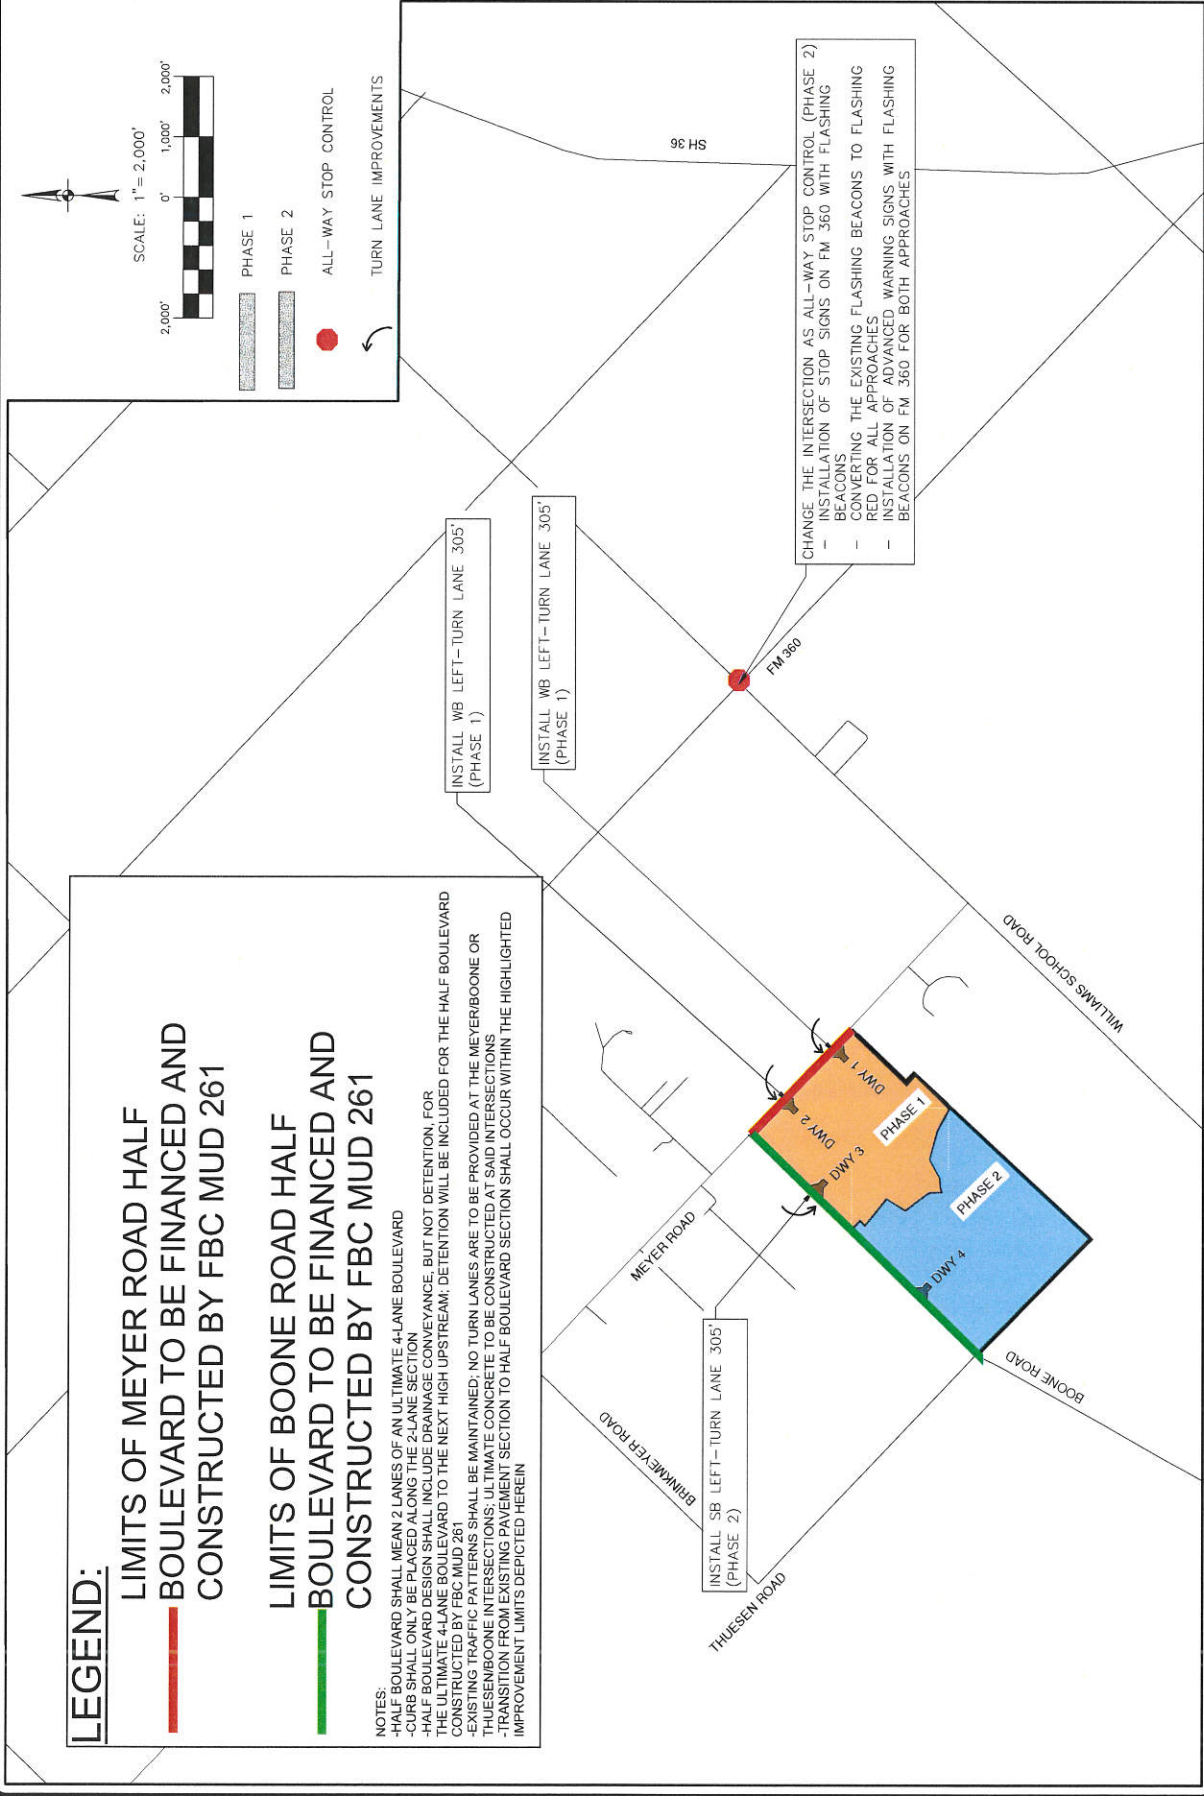 LEGEND:
LIMITS OF MEYER ROAD HALF
BOULEVARD TO BE FINANCED AND
CONSTRUCTED BY FBC MUD 261
LIMITS OF BOONE ROAD HALF
BOULEVARD TO BE FINANCED AND
CONSTRUCTED BY FBC MUD 261
NOTES:
-HALF BOULEVARD SHALL MEAN 2 LANES OF AN ULTIMATE 4-LANE BOULEVARD
-CURB SHALL ONLY BE PLACED ALONG THE 2-LANE SECTION
-HALF BOULEVARD DESIGN SHALL INCLUDE DRAINAGE CONVEYANCE, BUT NOT DETENTION, FOR
THE ULTIMATE 4-LANE BOULEVARD TO THE NEXT HIGH UPSTREAM; DETENTION WILL BE INCLUDED FOR THE HALF BOULEVARD
CONSTRUCTED BY FBC MUD 261
-EXISTING TRAFFIC PATTERNS SHALL BE MAINTAINED; NO TURN LANES ARE TO BE PROVIDED AT THE MEYER/BOONE OR
THUESEN/BOONE INTERSECTIONS; ULTIMATE CONCRETE TO BE CONSTRUCTED AT SAID INTERSECTIONS
-TRANSITION FROM EXISTING PAVEMENT SECTION TO HALF BOULEVARD SECTION SHALL OCCUR WITHIN THE HIGHLIGHTED
IMPROVEMENT LIMITS DEPICTED HEREIN
SCALE: 1"= 2,000'
2,000'
0'
1,000'
2,000'
PHASE 1
PHASE 2
ALL-WAY STOP CONTROL
TURN LANE IMPROVEMENTS
INSTALL WB LEFT-TURN LANE 305'
(PHASE 1)
INSTALL WB LEFT-TURN LANE 305'
(PHASE 1)
SH 36
FM 360
CHANGE THE INTERSECTION AS ALL-WAY STOP CONTROL (PHASE 2)
- INSTALLATION OF STOP SIGNS ON FM 360 WITH FLASHING
BEACONS
- CONVERTING THE EXISTING FLASHING BEACONS TO FLASHING
RED FOR ALL APPROACHES
- INSTALLATION OF ADVANCED WARNING SIGNS WITH FLASHING
BEACONS ON FM 360 FOR BOTH APPROACHES
BRINKMEYER ROAD
MEYER ROAD
INSTALL SB LEFT-TURN LANE 305'
(PHASE 2)
THUESEN ROAD
DWY 1
DWY 2
DWY 3
DWY 4
PHASE 1
PHASE 2
BOONE ROAD
WILLIAMS SCHOOL ROAD